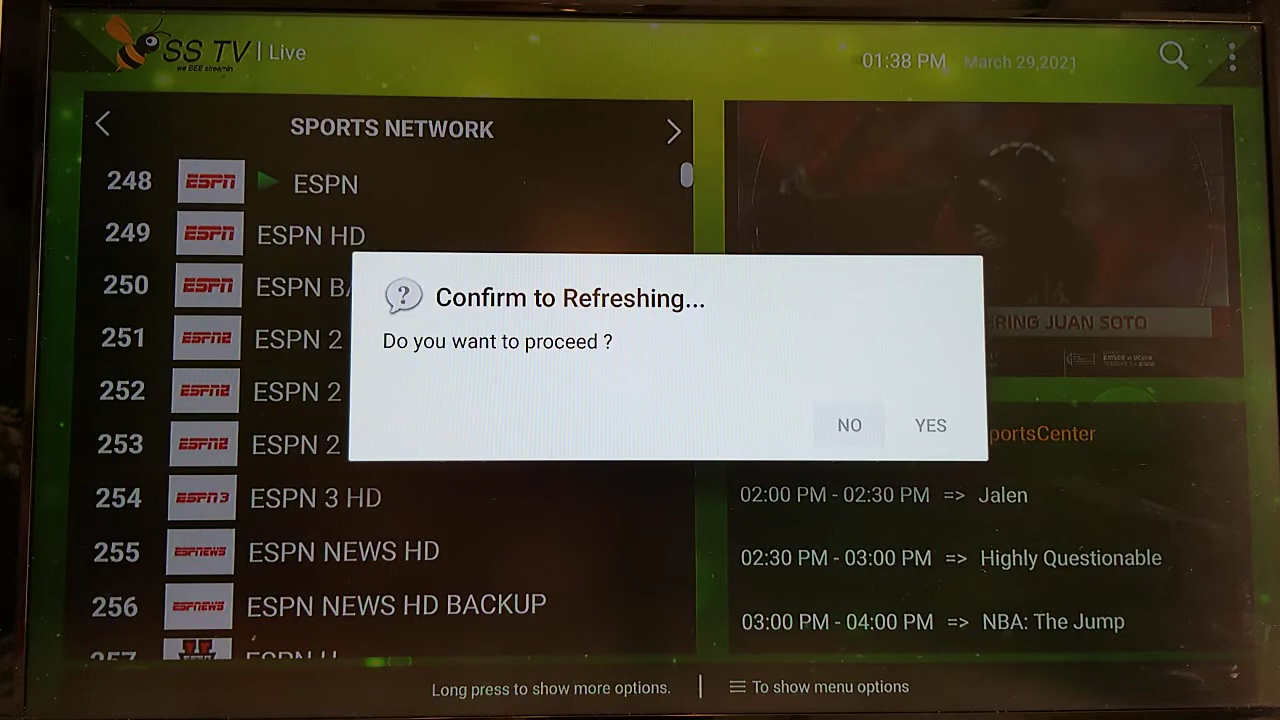 SS TV | Live
we BEE streamin
01:38 PM March 29,2021
SPORTS NETWORK
248 ESPN ESPN
249 ESPN ESPN HD
250 ESPN ESPN
251 ESPN2 ESPN 2
252 ESPN2 ESPN 2
253 ESPN2 ESPN 2
254 ESPN3 ESPN 3 HD
255 ESPNEWS ESPN NEWS HD
256 ESPNEWS ESPN NEWS HD BACKUP
257 ESPN U
? Confirm to Refreshing...
Do you want to proceed ?
NO YES
RING JUAN SOTO
portsCenter
02:00 PM - 02:30 PM => Jalen
02:30 PM - 03:00 PM => Highly Questionable
03:00 PM - 04:00 PM => NBA: The Jump
Long press to show more options. | To show menu options